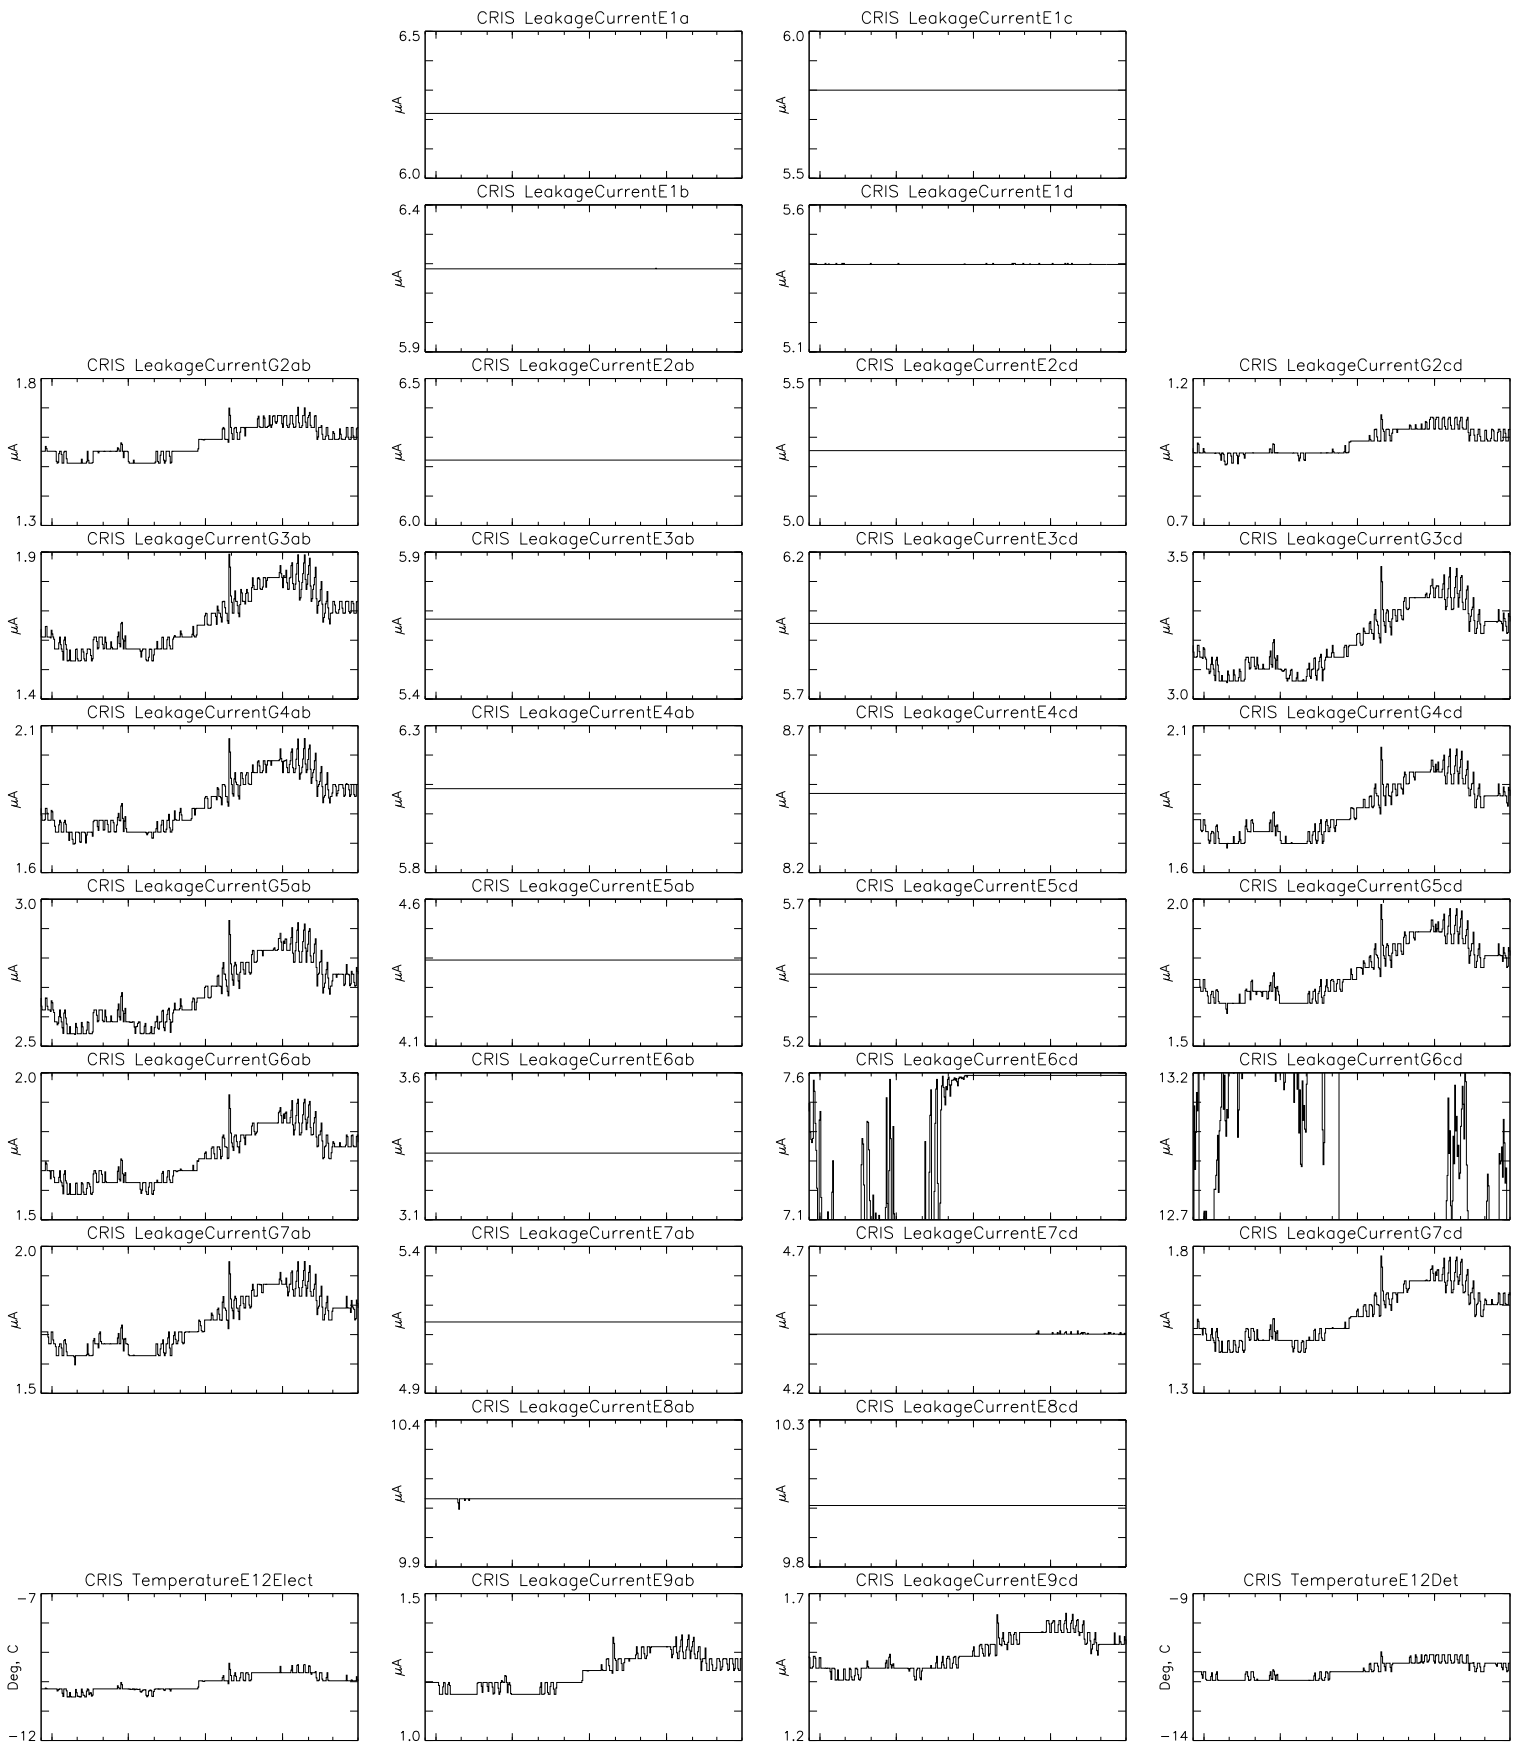 CRIS LeakageCurrentE1a
6.5
μA
6.0
CRIS LeakageCurrentE1c
6.0
μA
5.5
CRIS LeakageCurrentE1b
6.4
μA
5.9
CRIS LeakageCurrentE1d
5.6
μA
5.1
CRIS LeakageCurrentG2ab
1.8
μA
1.3
CRIS LeakageCurrentE2ab
6.5
μA
6.0
CRIS LeakageCurrentE2cd
5.5
μA
5.0
CRIS LeakageCurrentG2cd
1.2
μA
0.7
CRIS LeakageCurrentG3ab
1.9
μA
1.4
CRIS LeakageCurrentE3ab
5.9
μA
5.4
CRIS LeakageCurrentE3cd
6.2
μA
5.7
CRIS LeakageCurrentG3cd
3.5
μA
3.0
CRIS LeakageCurrentG4ab
2.1
μA
1.6
CRIS LeakageCurrentE4ab
6.3
μA
5.8
CRIS LeakageCurrentE4cd
8.7
μA
8.2
CRIS LeakageCurrentG4cd
2.1
μA
1.6
CRIS LeakageCurrentG5ab
3.0
μA
2.5
CRIS LeakageCurrentE5ab
4.6
μA
4.1
CRIS LeakageCurrentE5cd
5.7
μA
5.2
CRIS LeakageCurrentG5cd
2.0
μA
1.5
CRIS LeakageCurrentG6ab
2.0
μA
1.5
CRIS LeakageCurrentE6ab
3.6
μA
3.1
CRIS LeakageCurrentE6cd
7.6
μA
7.1
CRIS LeakageCurrentG6cd
13.2
μA
12.7
CRIS LeakageCurrentG7ab
2.0
μA
1.5
CRIS LeakageCurrentE7ab
5.4
μA
4.9
CRIS LeakageCurrentE7cd
4.7
μA
4.2
CRIS LeakageCurrentG7cd
1.8
μA
1.3
CRIS LeakageCurrentE8ab
10.4
μA
9.9
CRIS LeakageCurrentE8cd
10.3
μA
9.8
CRIS TemperatureE12Elect
-7
Deg, C
-12
CRIS LeakageCurrentE9ab
1.5
μA
1.0
CRIS LeakageCurrentE9cd
1.7
μA
1.2
CRIS TemperatureE12Det
-9
Deg, C
-14